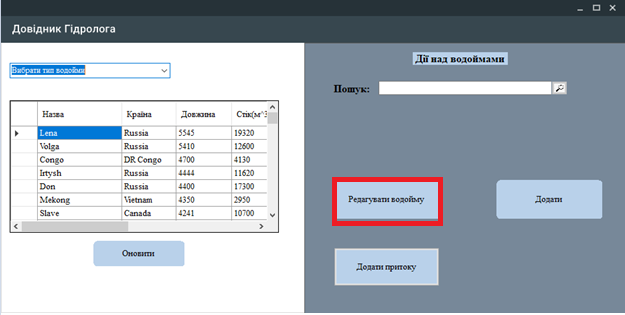 Довідник Гідролога
Вибрати тип водойми
Дії над водоймами
Пошук:
Назва Країна Довжина Стік(м^3
Lena Russia 5545 19320
Volga Russia 5410 12600
Congo DR Congo 4700 4130
Irtysh Russia 4444 11620
Don Russia 4400 17300
Mekong Vietnam 4350 2950
Slave Canada 4241 10700
Редагувати водойму Додати
Оновити
Додати притоку